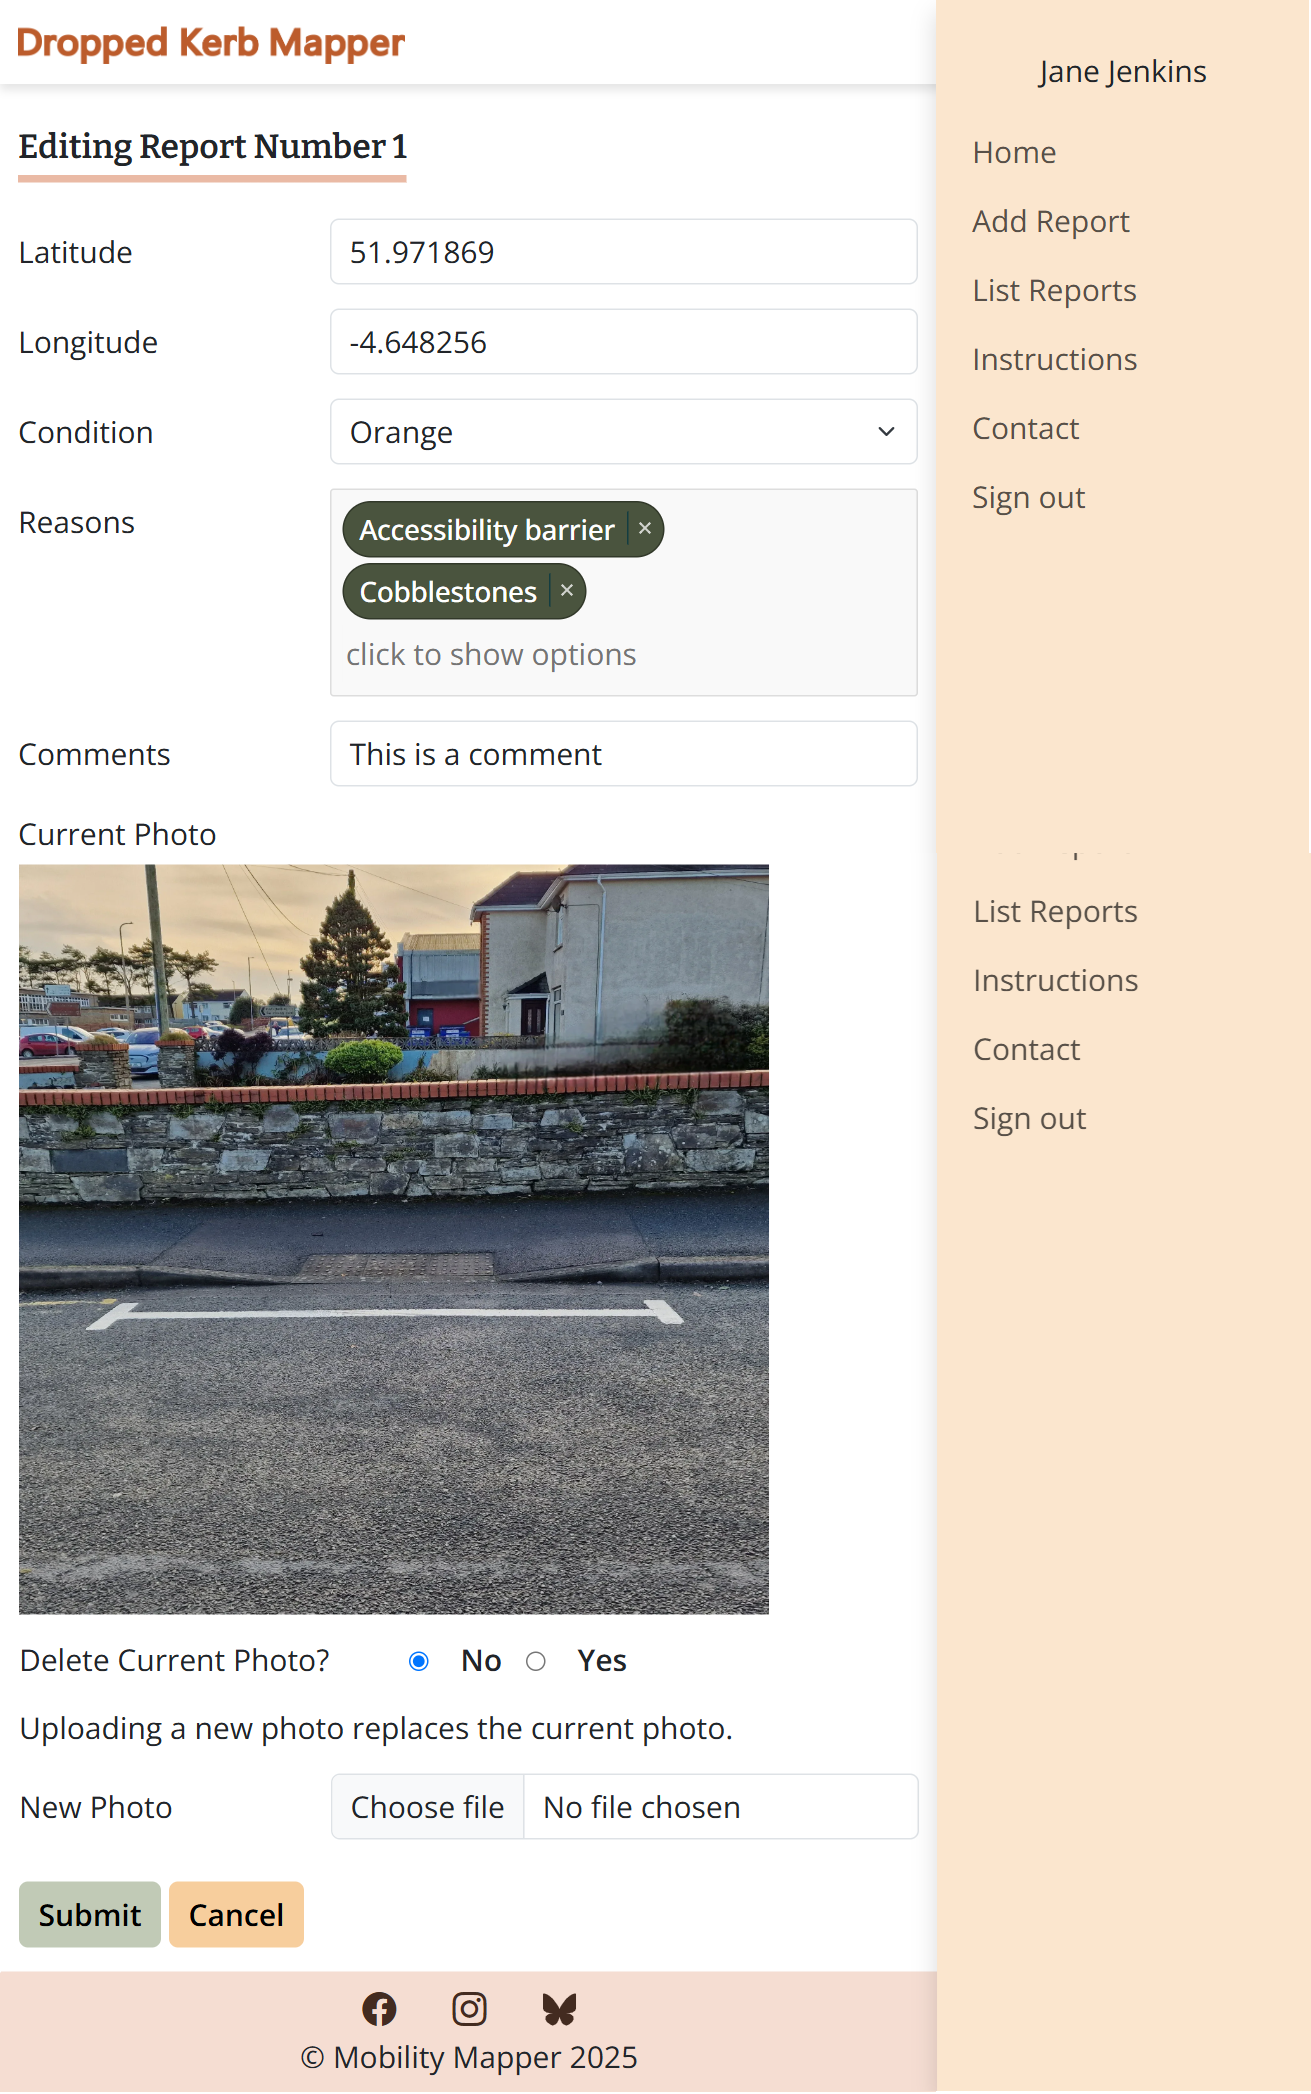 Dropped Kerb Mapper
Jane Jenkins
Home
Add Report
List Reports
Instructions
Contact
Sign out
Editing Report Number 1
Latitude
51.971869
Longitude
-4.648256
Condition
Orange
Reasons
Accessibility barrier ×
Cobblestones ×
click to show options
Comments
This is a comment
Current Photo
List Reports
Instructions
Contact
Sign out
Delete Current Photo? No Yes
Uploading a new photo replaces the current photo.
New Photo
Choose file No file chosen
Submit Cancel
© Mobility Mapper 2025